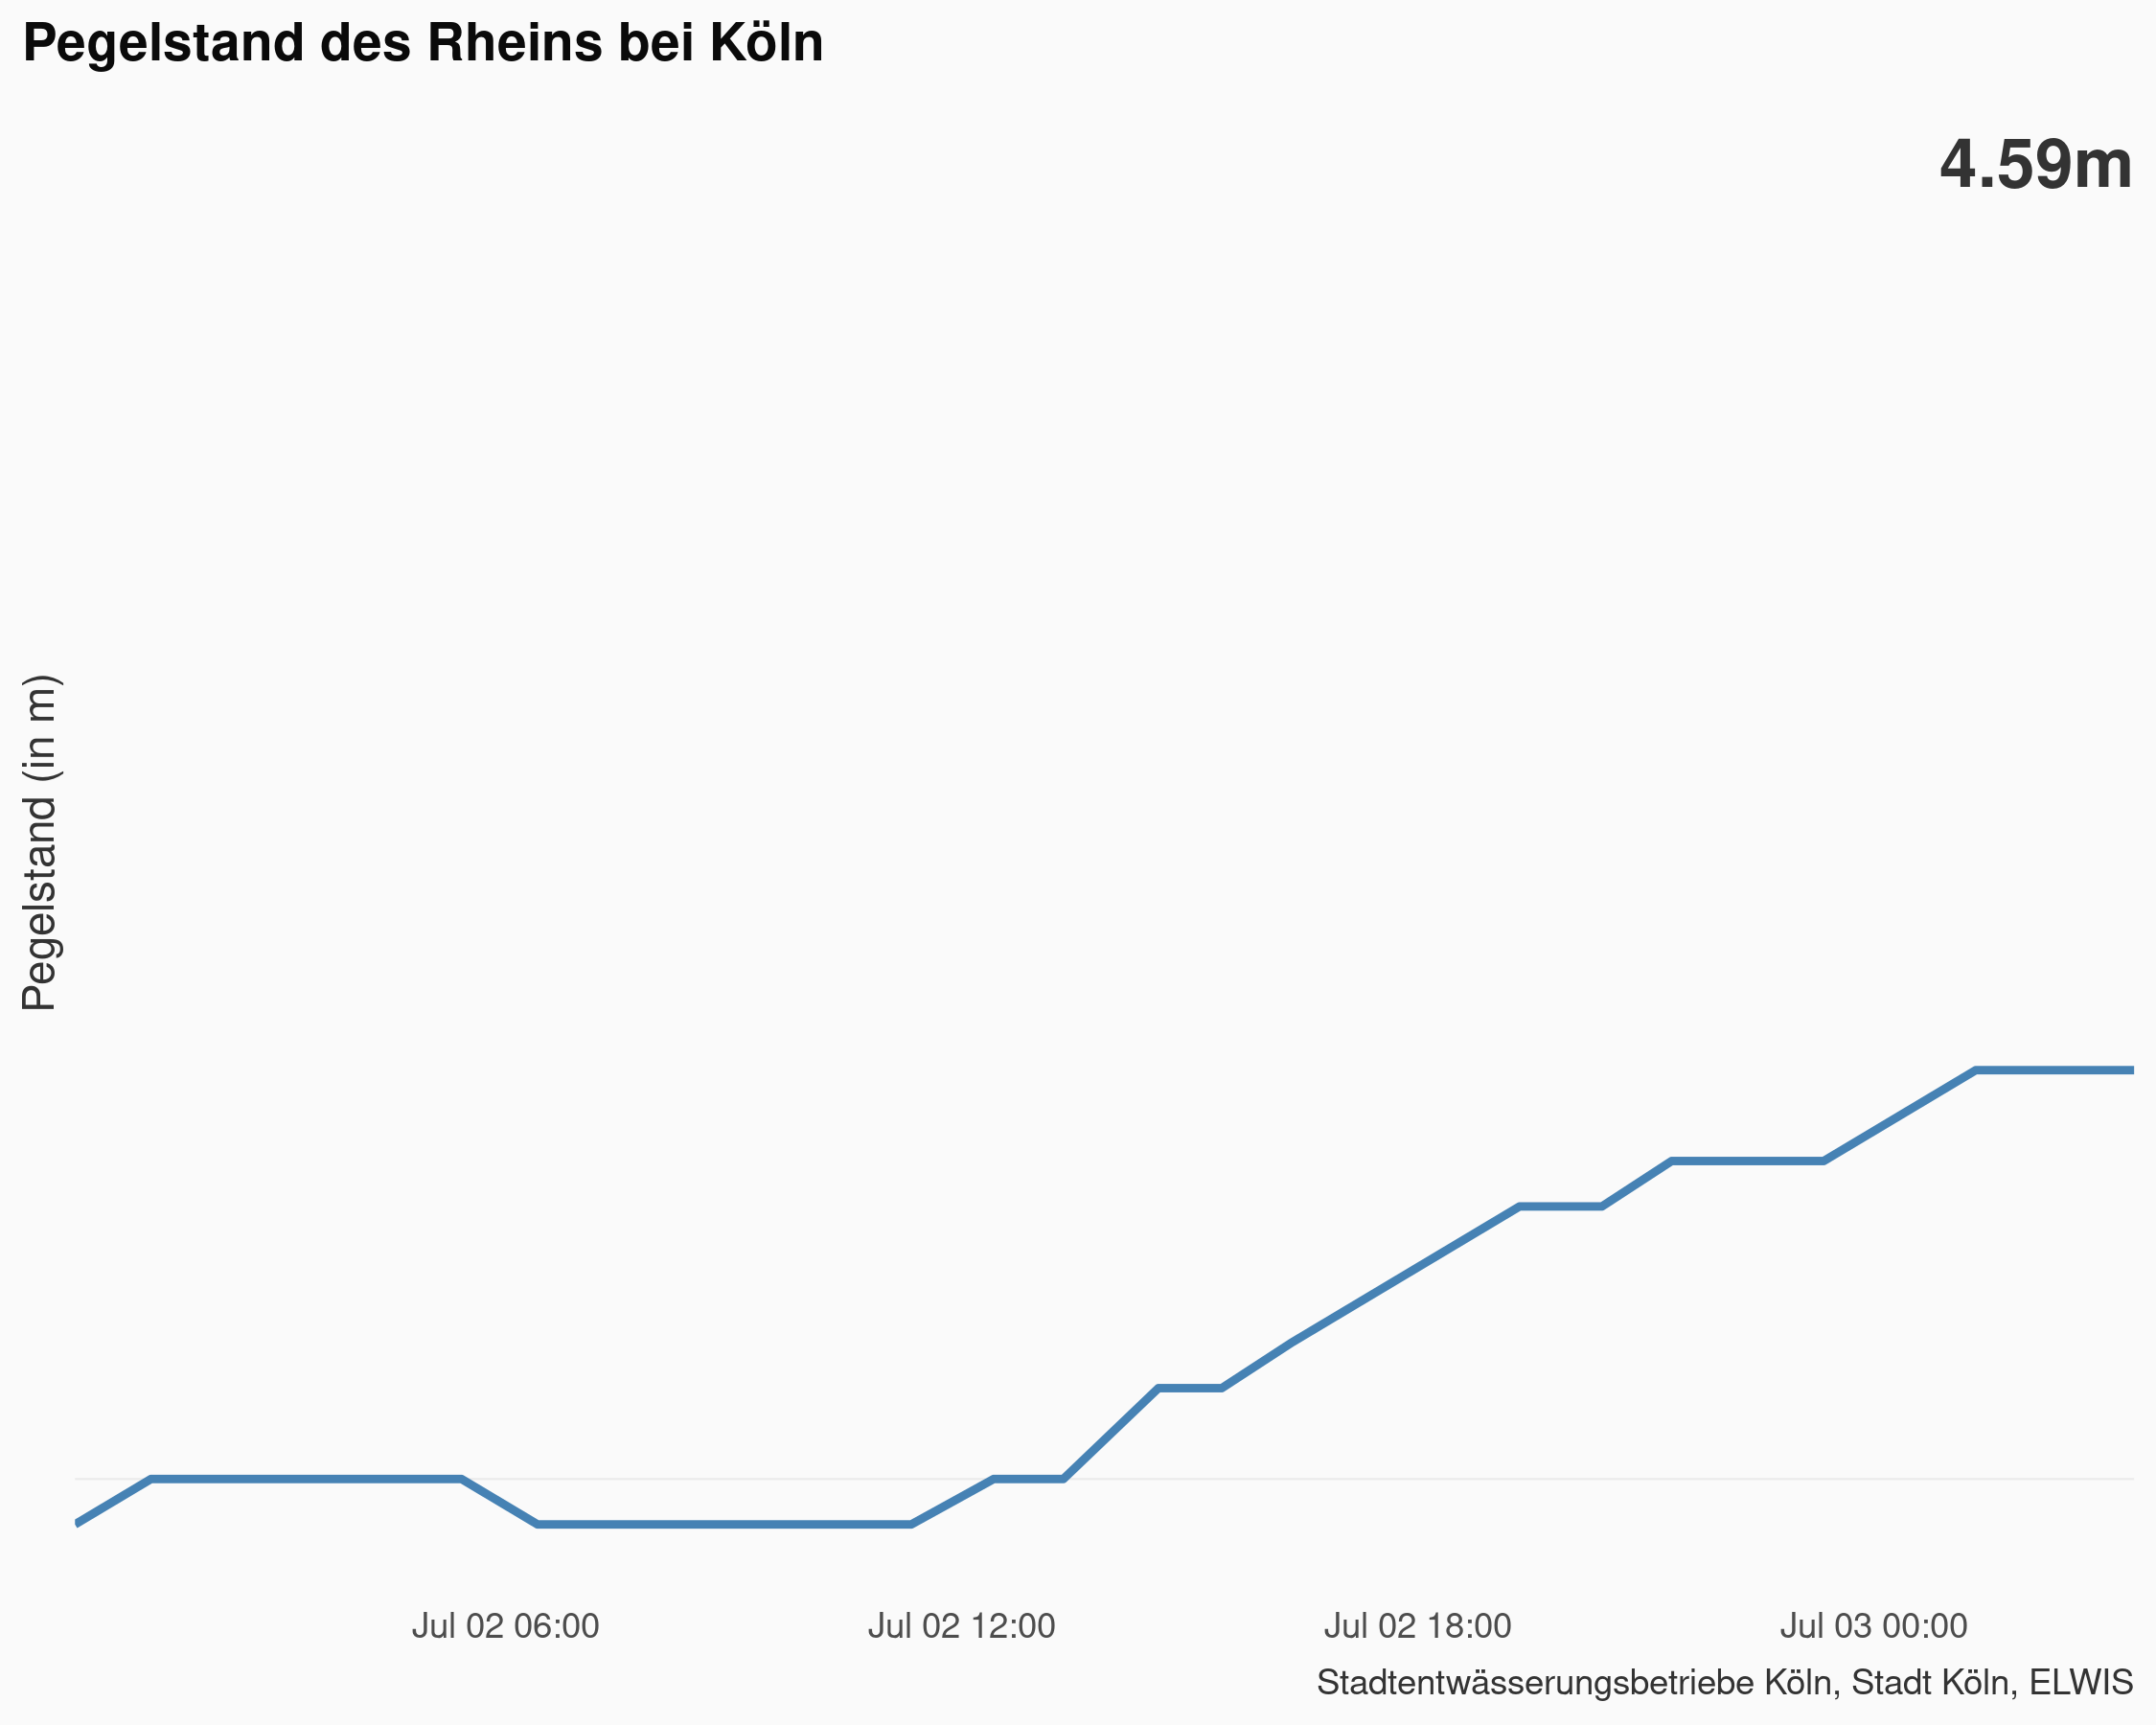 Pegelstand des Rheins bei Köln
4.59m
Pegelstand (in m)
Jul 02 06:00
Jul 02 12:00
Jul 02 18:00
Jul 03 00:00
Stadtentwässerungsbetriebe Köln, Stadt Köln, ELWIS